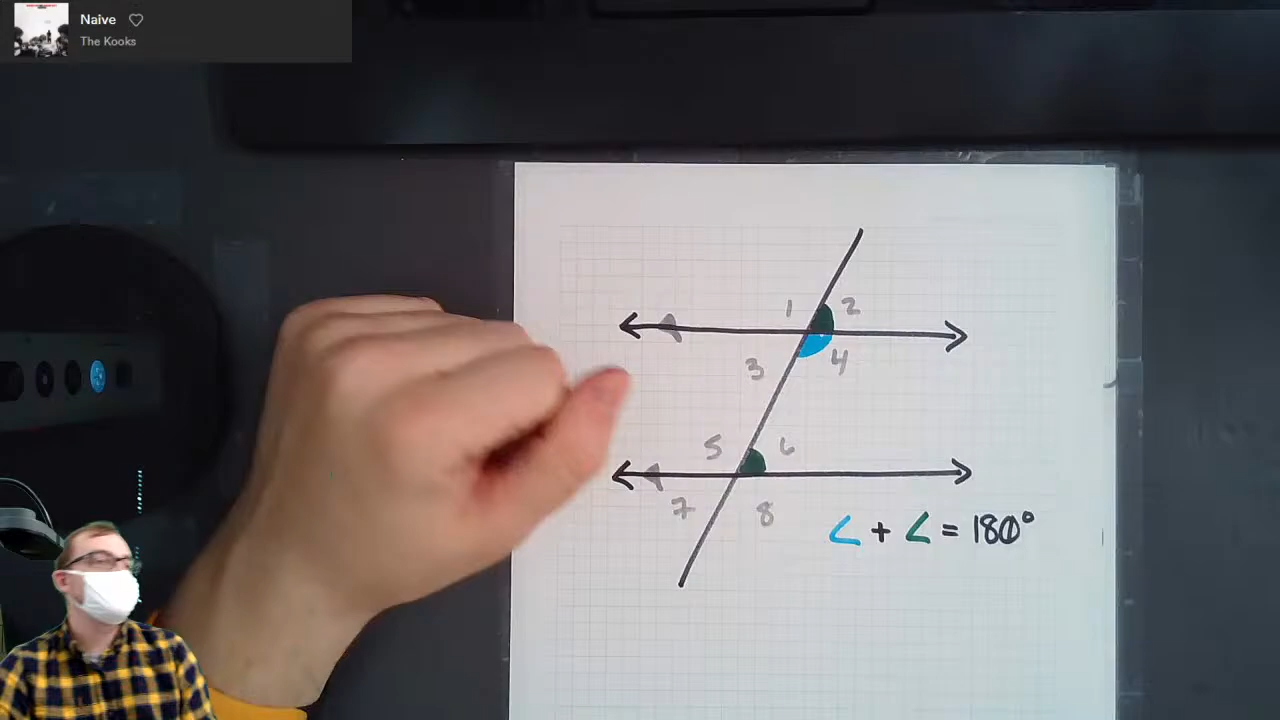 Naive
The Kooks
1 2
3 4
5 6
7 8
∠ + ∠ = 180°